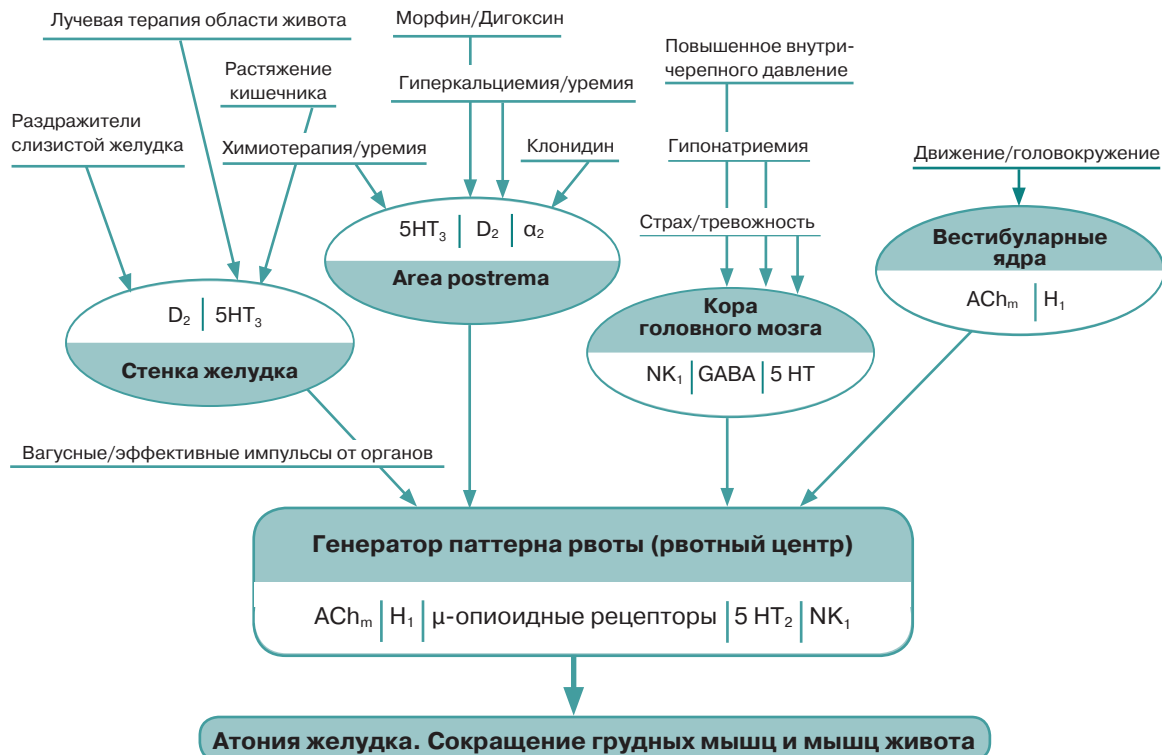 Лучевая терапия области живота
Морфин/Дигоксин
Повышенное внутри-
черепного давление
Растяжение
кишечника
Гиперкальциемия/уремия
Раздражители
слизистой желудка
Химиотерапия/уремия
Клонидин
Гипонатриемия
Движение/головокружение
Страх/тревожность
5HT₃ | D₂ | α₂
Area postrema
Вестибуларные
ядра
AChₘ | H₁
D₂ | 5HT₃
Стенка желудка
Кора
головного мозга
NK₁ | GABA | 5 HT
Вагусные/эффективные импульсы от органов
Генератор паттерна рвоты (рвотный центр)
AChₘ | H₁ | μ-опиоидные рецепторы | 5 HT₂ | NK₁
Атония желудка. Сокращение грудных мышц и мышц живота